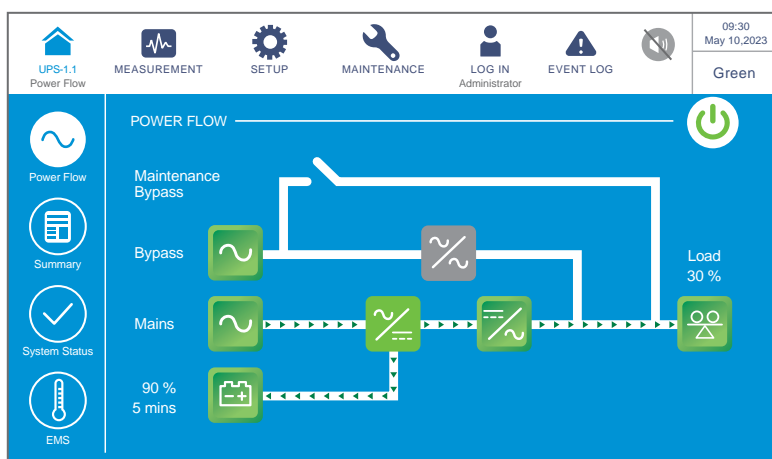 UPS-1.1
Power Flow
MEASUREMENT
SETUP
MAINTENANCE
LOG IN
Administrator
EVENT LOG
09:30
May 10,2023
Green
POWER FLOW
Power Flow
Summary
System Status
EMS
Maintenance
Bypass
Bypass
Mains
90 %
5 mins
Load
30 %